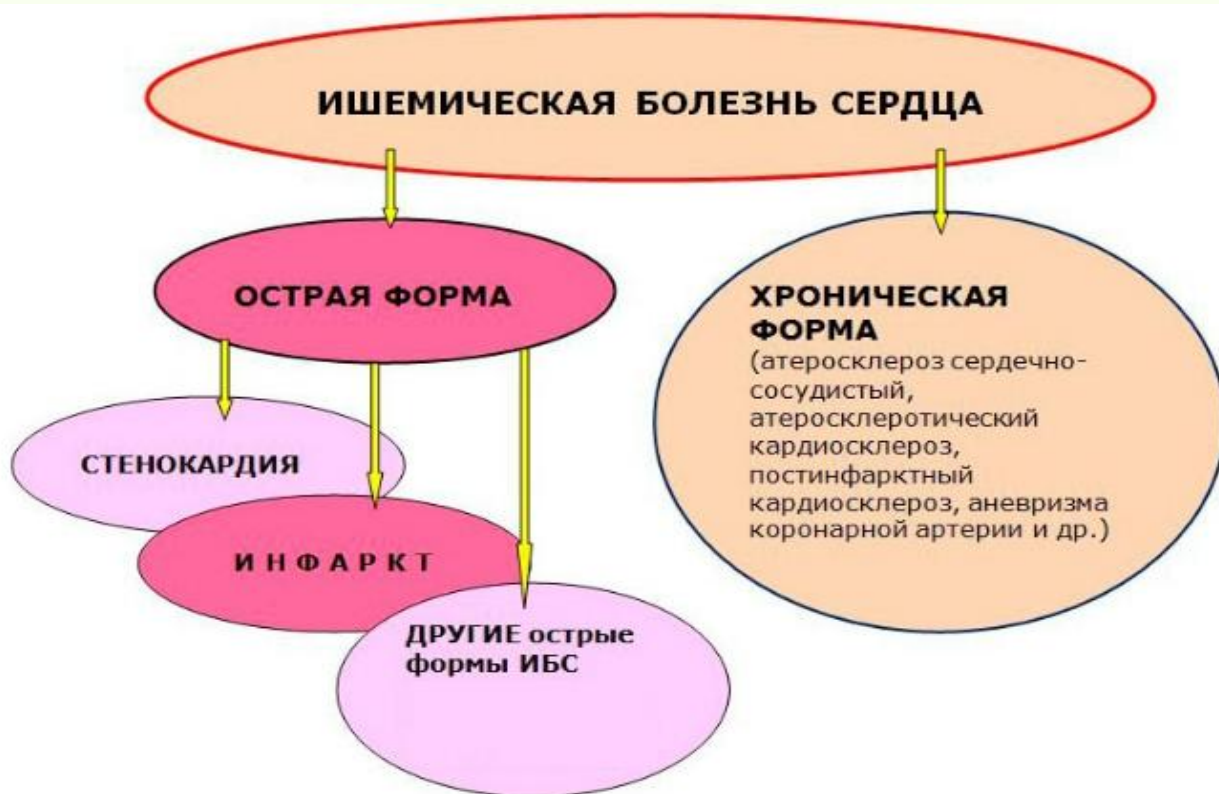 ИШЕМИЧЕСКАЯ БОЛЕЗНЬ СЕРДЦА
ОСТРАЯ ФОРМА
СТЕНОКАРДИЯ
И Н Ф А Р К Т
ДРУГИЕ острые
формы ИБС
ХРОНИЧЕСКАЯ
ФОРМА
(атеросклероз сердечно-
сосудистый,
атеросклеротический
кардиосклероз,
постинфарктный
кардиосклероз, аневризма
коронарной артерии и др.)